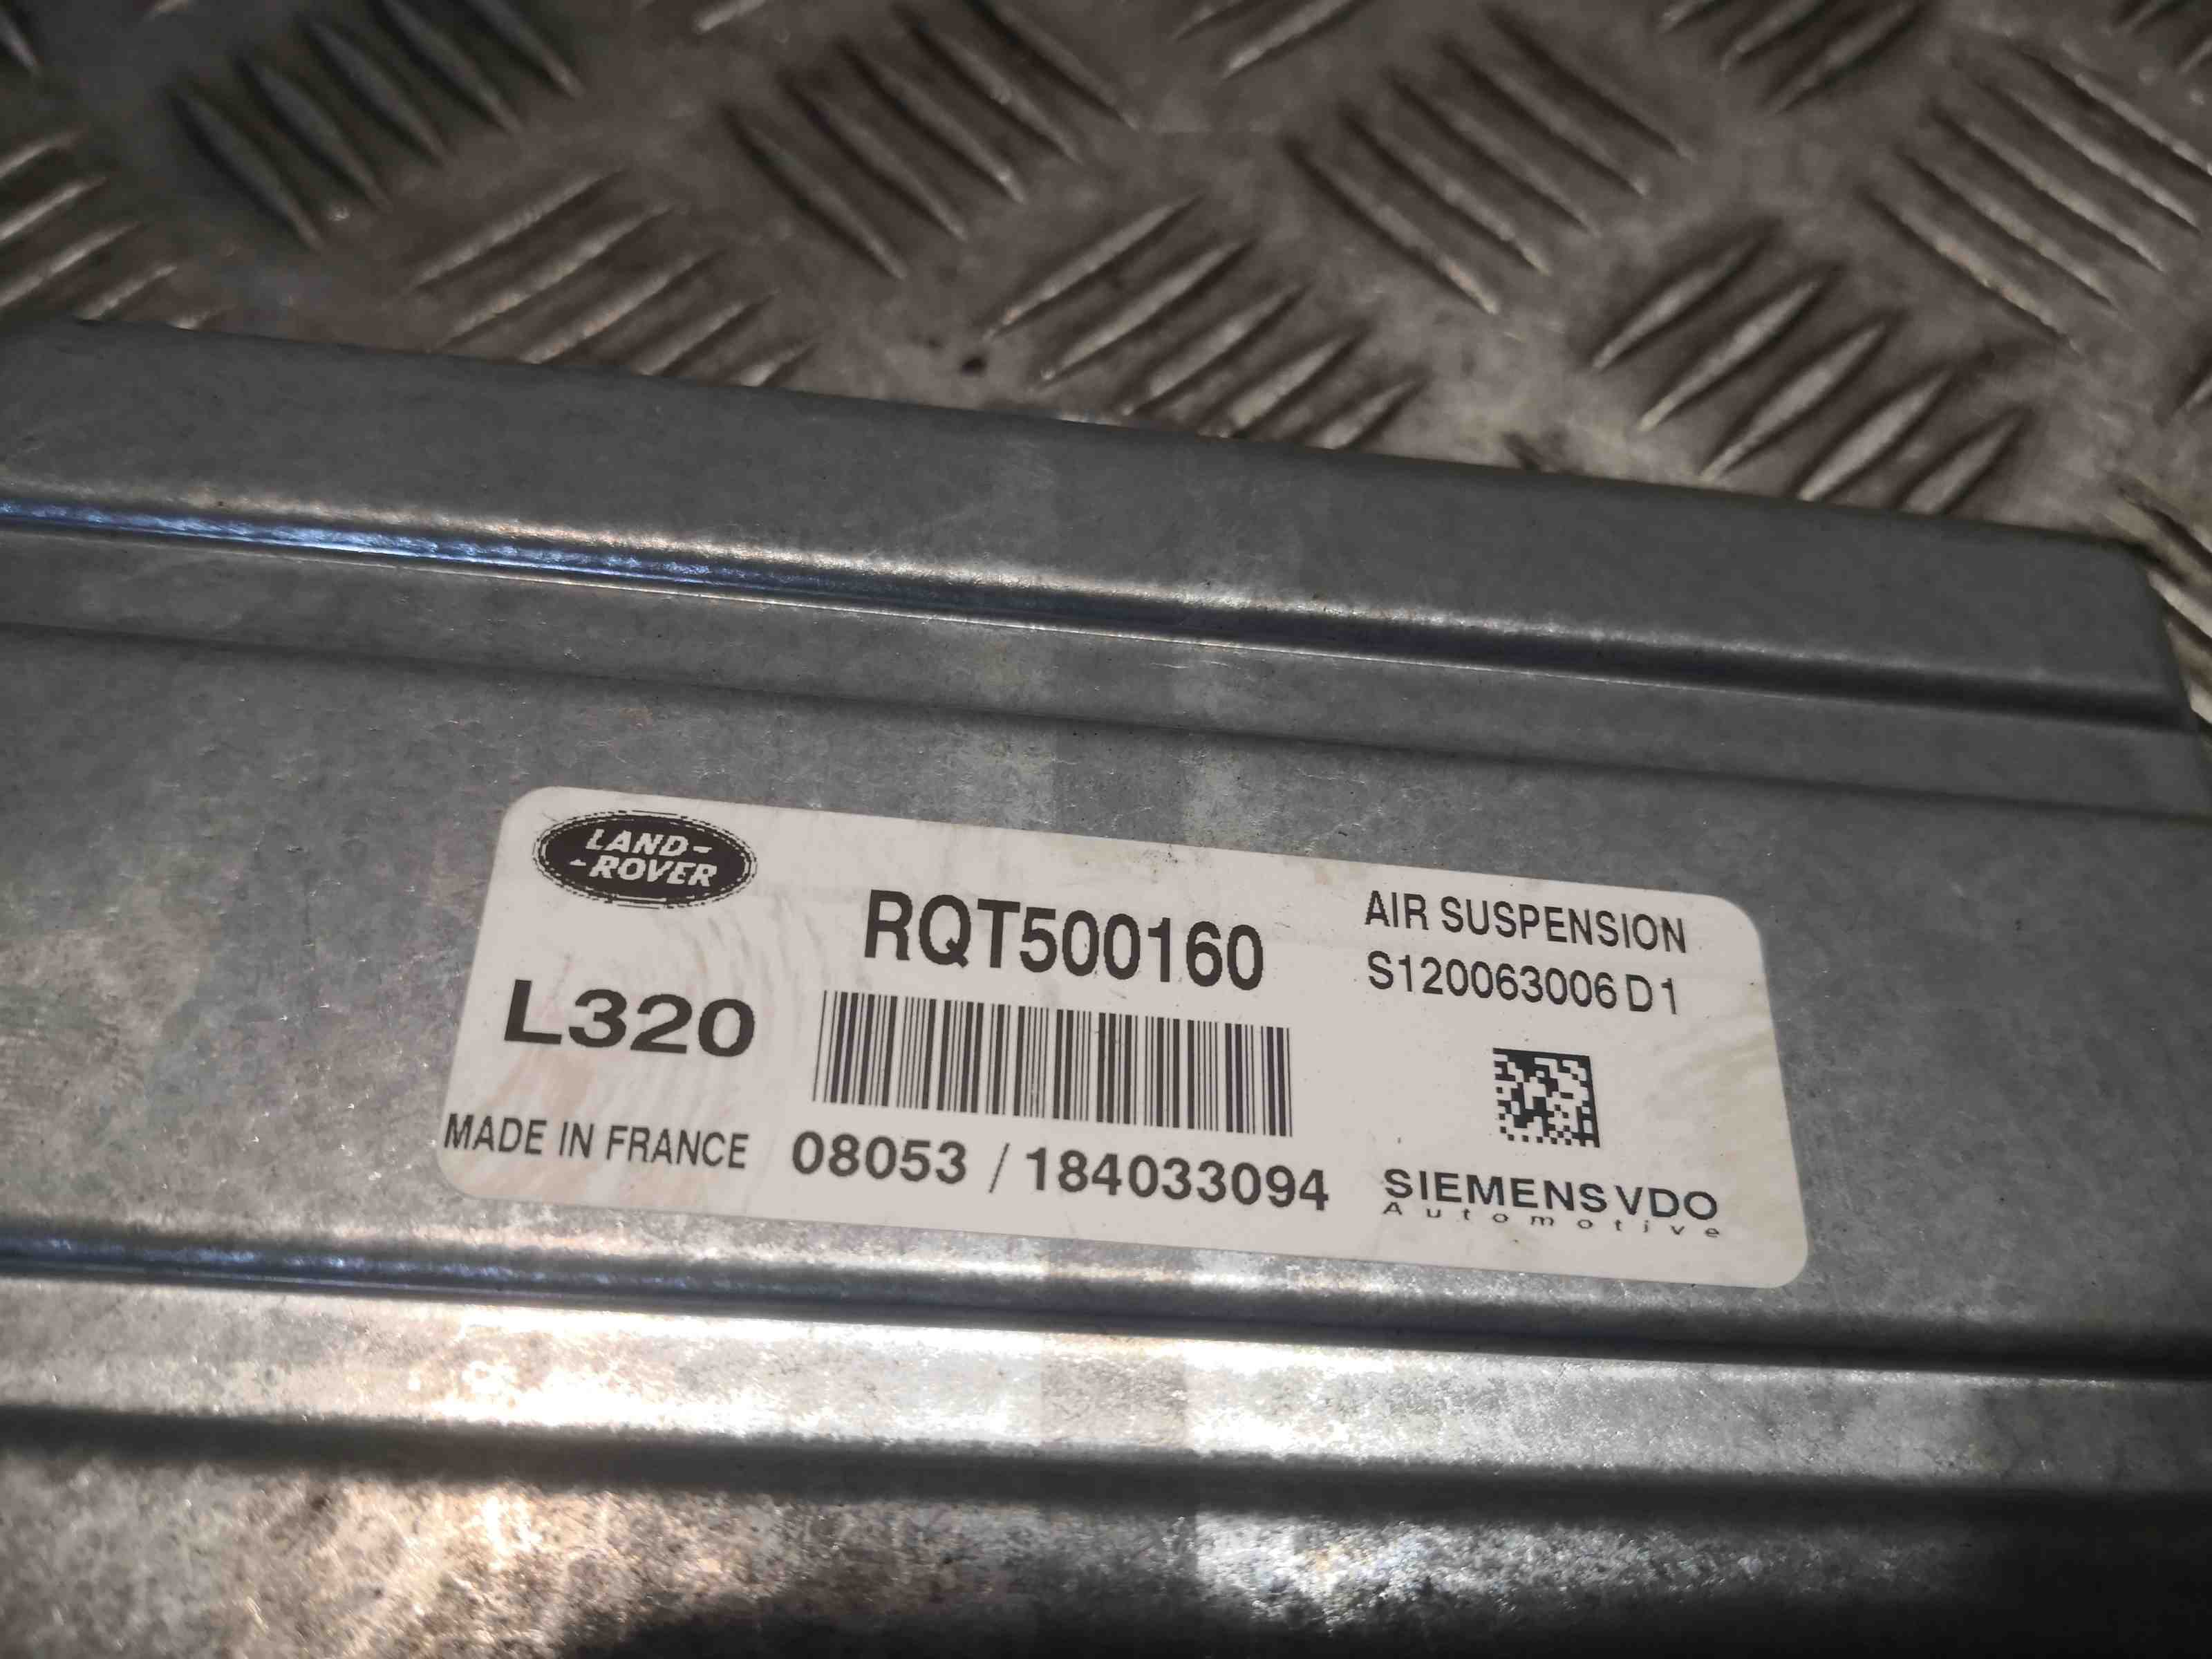 LAND-
-ROVER
RQT500160
AIR SUSPENSION
S120063006 D1
L320
MADE IN FRANCE
08053 / 184033094
SIEMENS VDO
Automotive